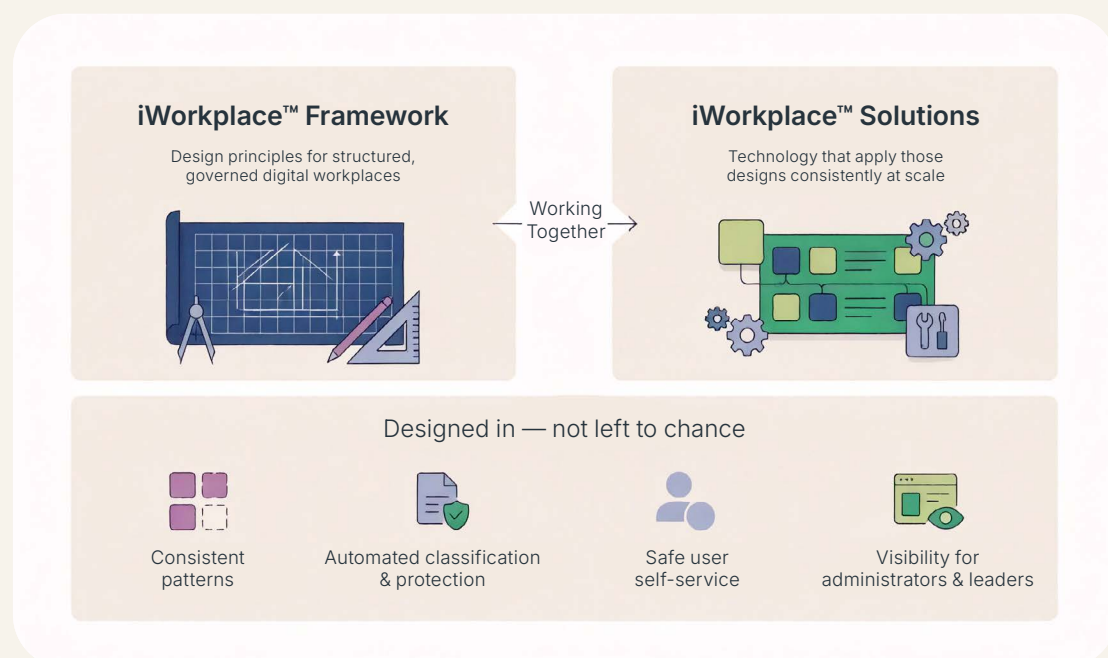 iWorkplace™ Framework
Design principles for structured,
governed digital workplaces
Working
Together
iWorkplace™ Solutions
Technology that apply those
designs consistently at scale
Designed in — not left to chance
Consistent
patterns
Automated classification
& protection
Safe user
self-service
Visibility for
administrators & leaders